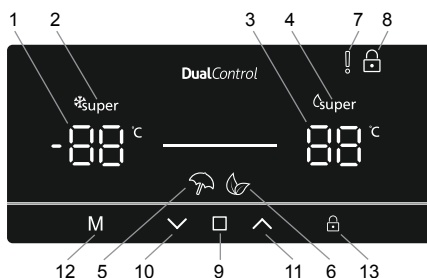 1 2 3 4 7 8
DualControl
super super
-88 °C 88 °C
M
12 5 10 9 11 6 13